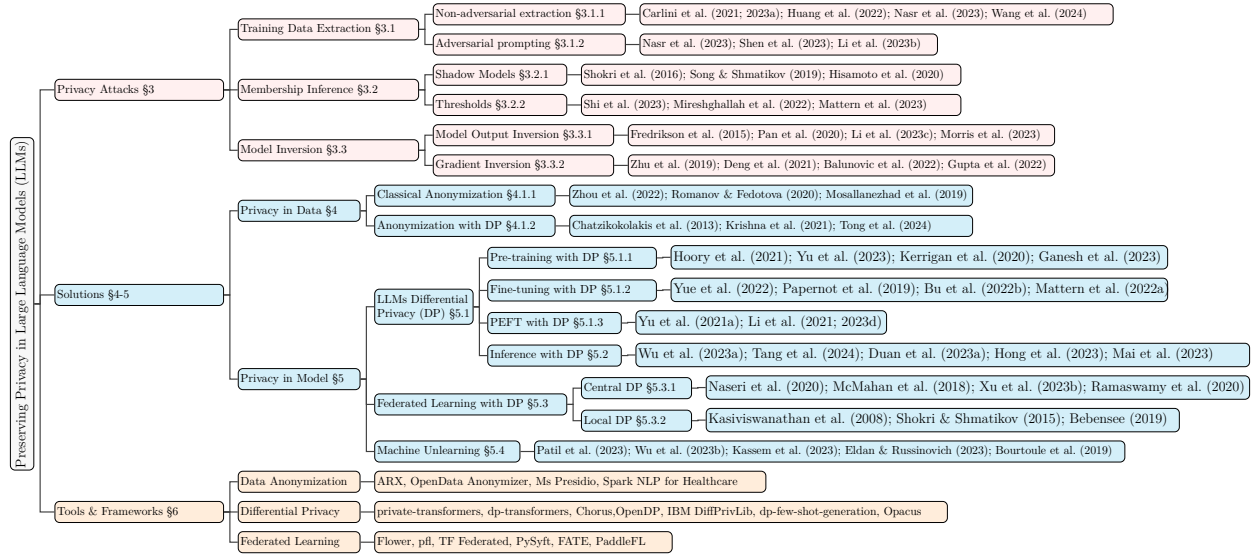 Preserving Privacy in Large Language Models (LLMs)
Privacy Attacks §3
Training Data Extraction §3.1
Non-adversarial extraction §3.1.1
Carlini et al. (2021; 2023a); Huang et al. (2022); Nasr et al. (2023); Wang et al. (2024)
Adversarial prompting §3.1.2
Nasr et al. (2023); Shen et al. (2023); Li et al. (2023b)
Membership Inference §3.2
Shadow Models §3.2.1
Shokri et al. (2016); Song & Shmatikov (2019); Hisamoto et al. (2020)
Thresholds §3.2.2
Shi et al. (2023); Mireshghallah et al. (2022); Mattern et al. (2023)
Model Inversion §3.3
Model Output Inversion §3.3.1
Fredrikson et al. (2015); Pan et al. (2020); Li et al. (2023c); Morris et al. (2023)
Gradient Inversion §3.3.2
Zhu et al. (2019); Deng et al. (2021); Balunovic et al. (2022); Gupta et al. (2022)
Solutions §4-5
Privacy in Data §4
Classical Anonymization §4.1.1
Zhou et al. (2022); Romanov & Fedotova (2020); Mosallanezhad et al. (2019)
Anonymization with DP §4.1.2
Chatzikokolakis et al. (2013); Krishna et al. (2021); Tong et al. (2024)
Privacy in Model §5
LLMs Differential
Privacy (DP) §5.1
Pre-training with DP §5.1.1
Hoory et al. (2021); Yu et al. (2023); Kerrigan et al. (2020); Ganesh et al. (2023)
Fine-tuning with DP §5.1.2
Yue et al. (2022); Papernot et al. (2019); Bu et al. (2022b); Mattern et al. (2022a)
PEFT with DP §5.1.3
Yu et al. (2021a); Li et al. (2021; 2023d)
Inference with DP §5.2
Wu et al. (2023a); Tang et al. (2024); Duan et al. (2023a); Hong et al. (2023); Mai et al. (2023)
Federated Learning with DP §5.3
Central DP §5.3.1
Naseri et al. (2020); McMahan et al. (2018); Xu et al. (2023b); Ramaswamy et al. (2020)
Local DP §5.3.2
Kasiviswanathan et al. (2008); Shokri & Shmatikov (2015); Bebensee (2019)
Machine Unlearning §5.4
Patil et al. (2023); Wu et al. (2023b); Kassem et al. (2023); Eldan & Russinovich (2023); Bourtoule et al. (2019)
Tools & Frameworks §6
Data Anonymization
ARX, OpenData Anonymizer, Ms Presidio, Spark NLP for Healthcare
Differential Privacy
private-transformers, dp-transformers, Chorus,OpenDP, IBM DiffPrivLib, dp-few-shot-generation, Opacus
Federated Learning
Flower, pfl, TF Federated, PySyft, FATE, PaddleFL